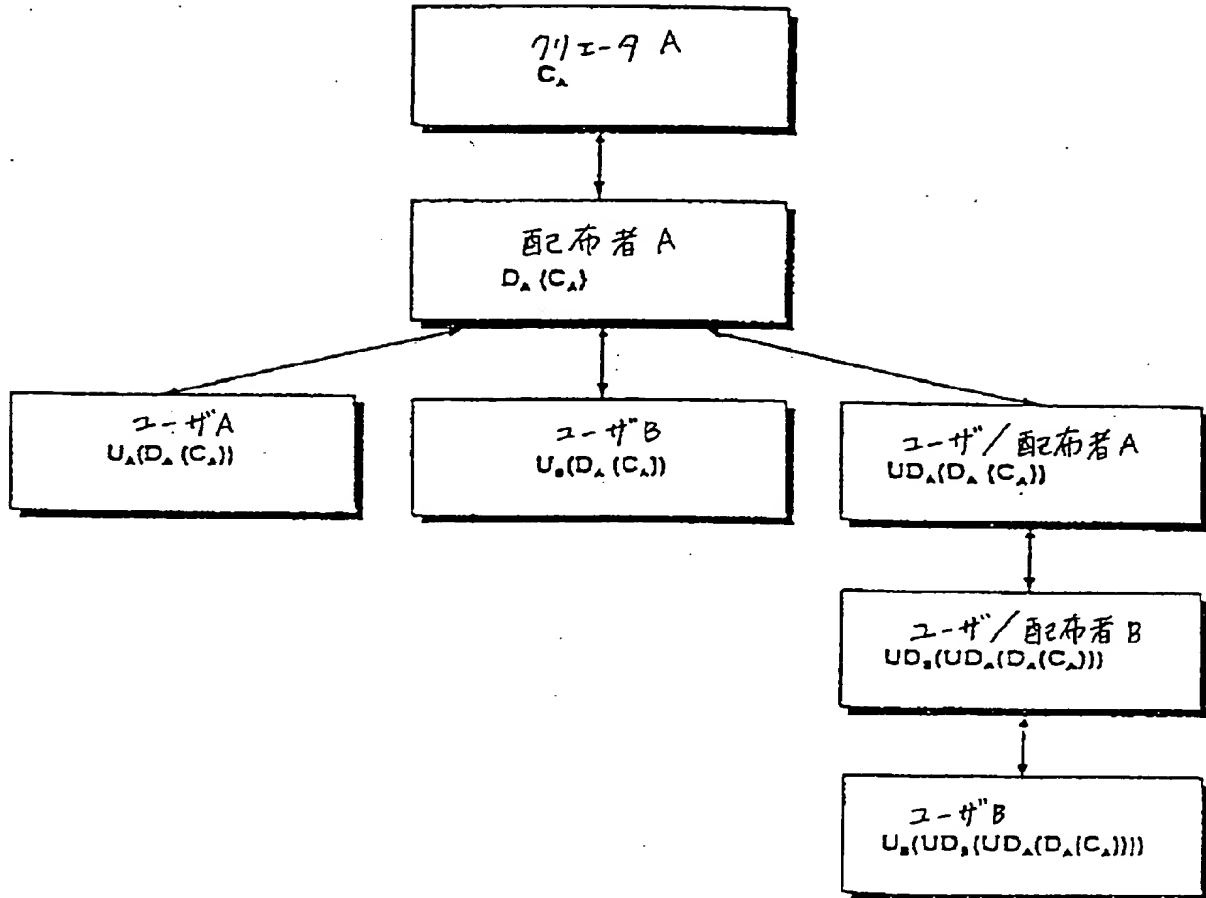 クリエータ A
C_A
配布者 A
D_A (C_A)
ユーザA
U_A(D_A (C_A))
ユーザ B
U_B(D_A (C_A))
ユーザ/配布者 A
UD_A(D_A (C_A))
ユーザ/配布者 B
UD_B(UD_A(D_A(C_A)))
ユーザB
U_B(UD_B(UD_A(D_A(C_A))))